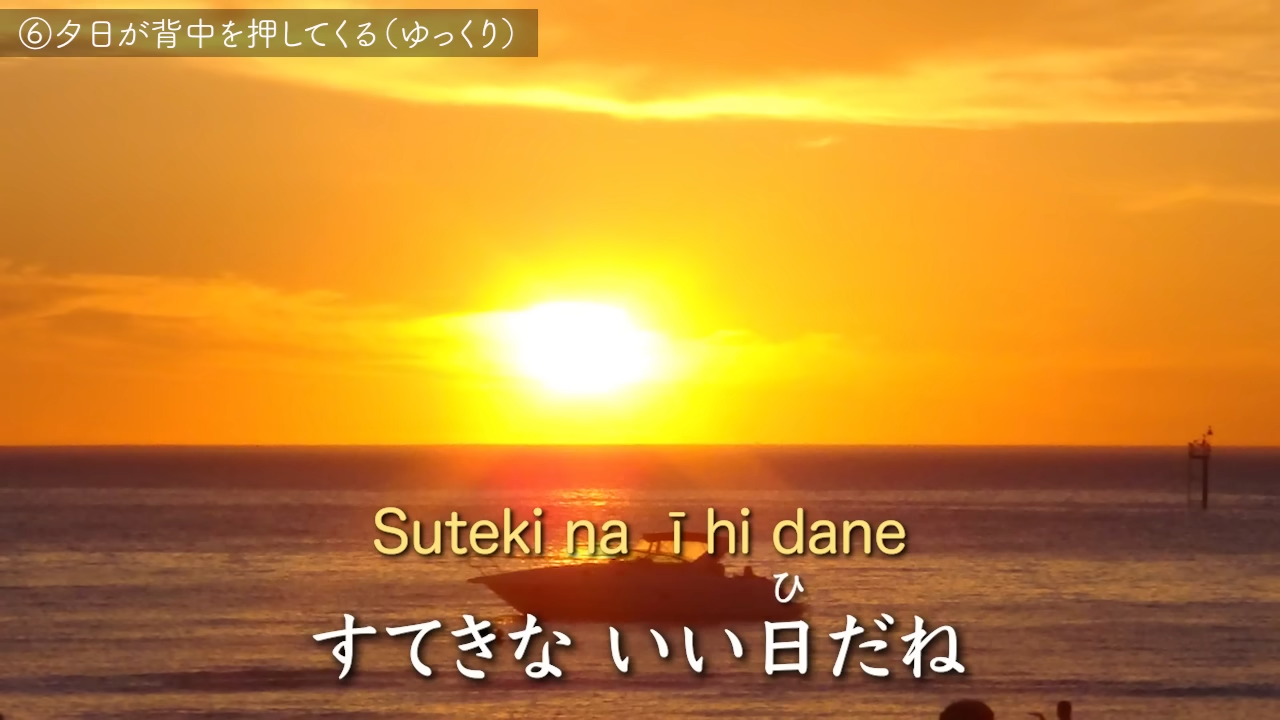 ⑥夕日が背中を押してくる（ゆっくり）
Suteki na ī hi dane
ひ
すてきな いい日だね